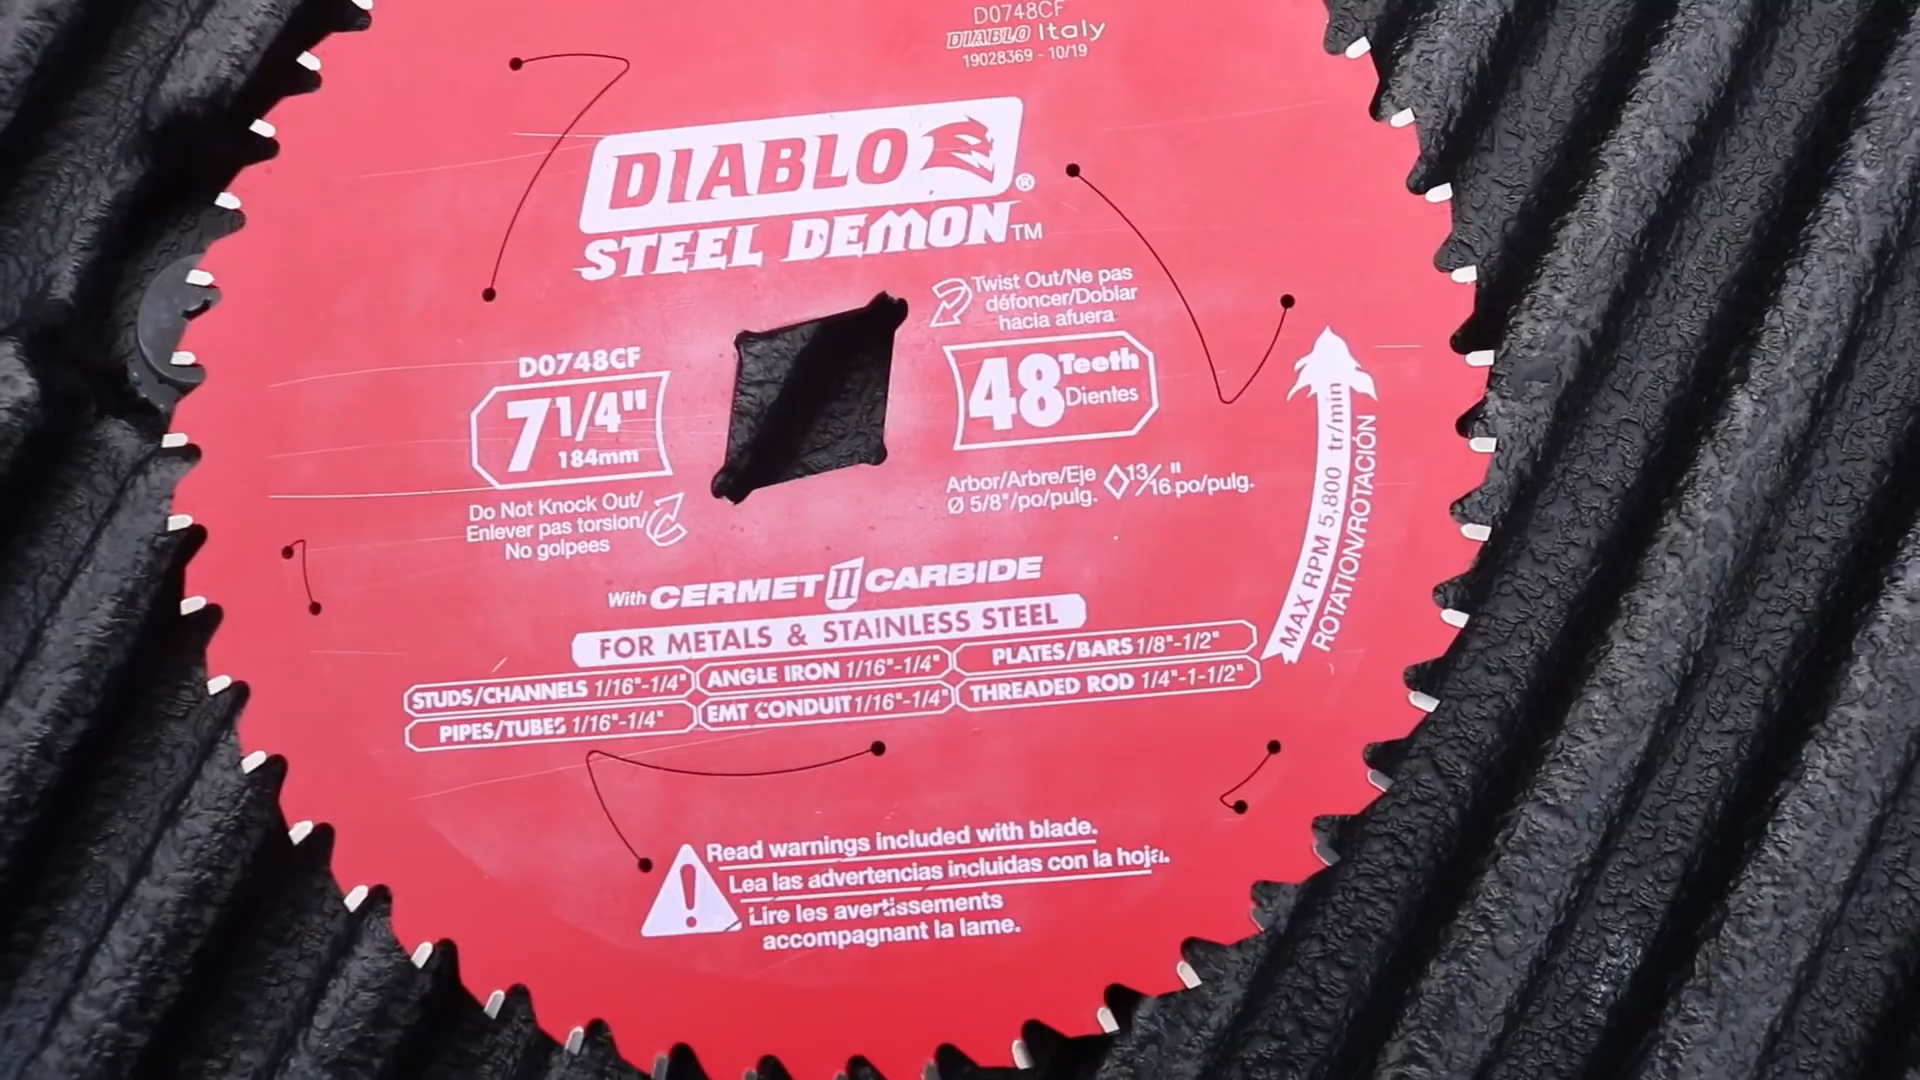 D0748CF
DIABLO Italy
19028369 - 10/19
DIABLO®
STEEL DEMON™
Twist Out/Ne pas
défoncer/Doblar
hacia afuera
D0748CF
7 1/4"
184mm
Do Not Knock Out/
Enlever pas torsion/
No golpees
48 Teeth
Dientes
Arbor/Arbre/Eje
Ø 5/8"/po/pulg. ◇13/16" po/pulg.
MAX RPM 5,800 tr/min
ROTATION/ROTACIÓN
With CERMET II CARBIDE
FOR METALS & STAINLESS STEEL
STUDS/CHANNELS 1/16"-1/4" ANGLE IRON 1/16"-1/4" PLATES/BARS 1/8"-1/2"
PIPES/TUBES 1/16"-1/4" EMT CONDUIT 1/16"-1/4" THREADED ROD 1/4"-1-1/2"
Read warnings included with blade.
Lea las advertencias incluidas con la hoja.
Lire les avertissements
accompagnant la lame.